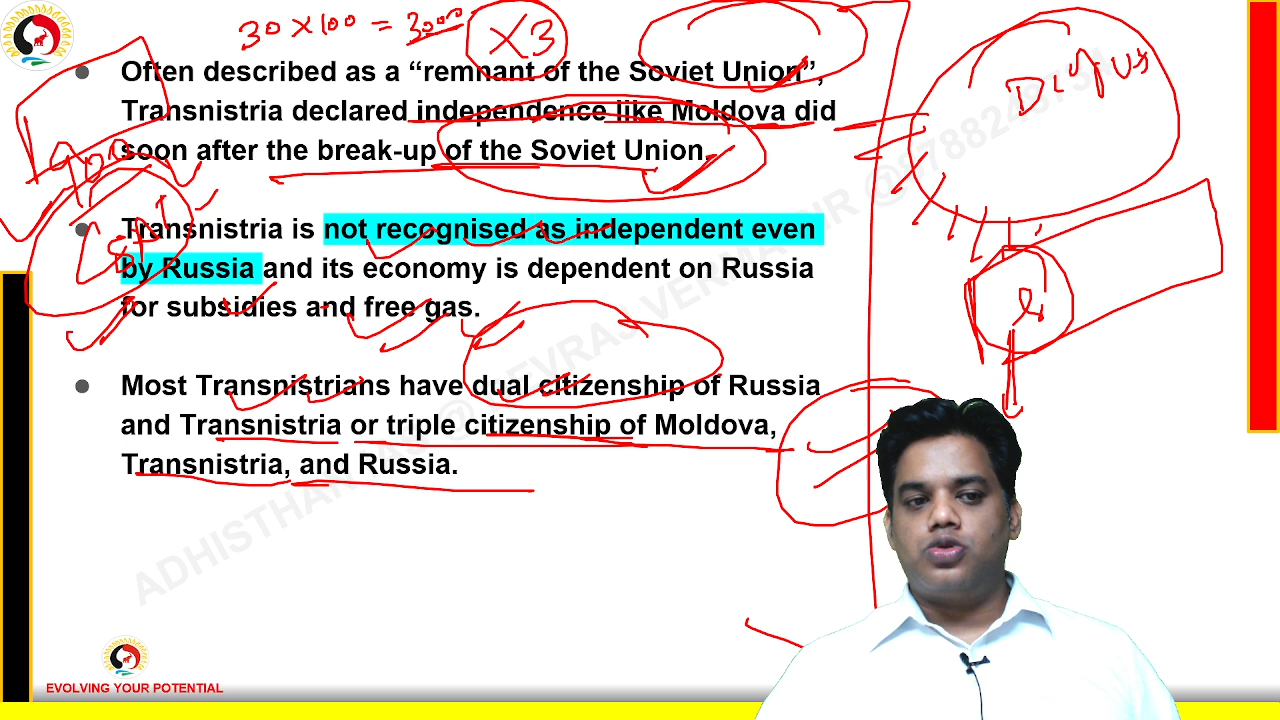 30 × 100 = 3000 ×3
Often described as a “remnant of the Soviet Union”,
Transnistria declared independence like Moldova did
soon after the break-up of the Soviet Union.
Transnistria is not recognised as independent even
by Russia and its economy is dependent on Russia
for subsidies and free gas.
Most Transnistrians have dual citizenship of Russia
and Transnistria or triple citizenship of Moldova,
Transnistria, and Russia.
EVOLVING YOUR POTENTIAL